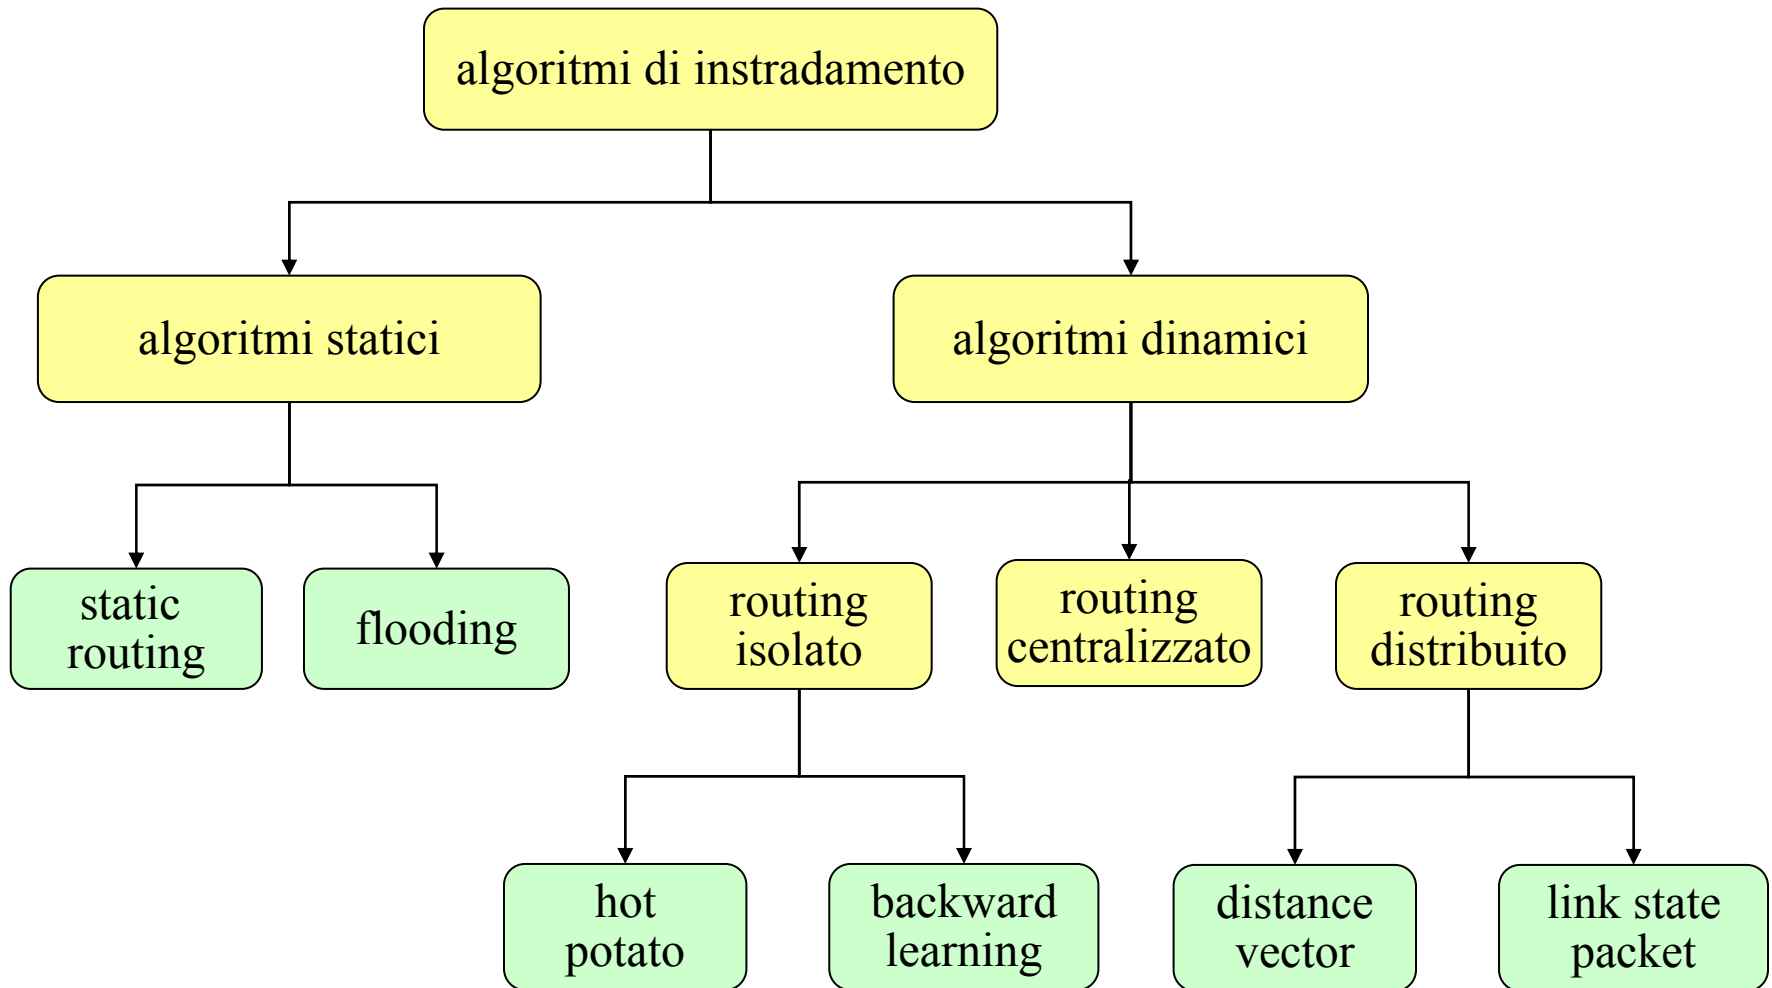 algoritmi di instradamento
algoritmi statici
algoritmi dinamici
static
routing
flooding
routing
isolato
routing
centralizzato
routing
distribuito
hot
potato
backward
learning
distance
vector
link state
packet